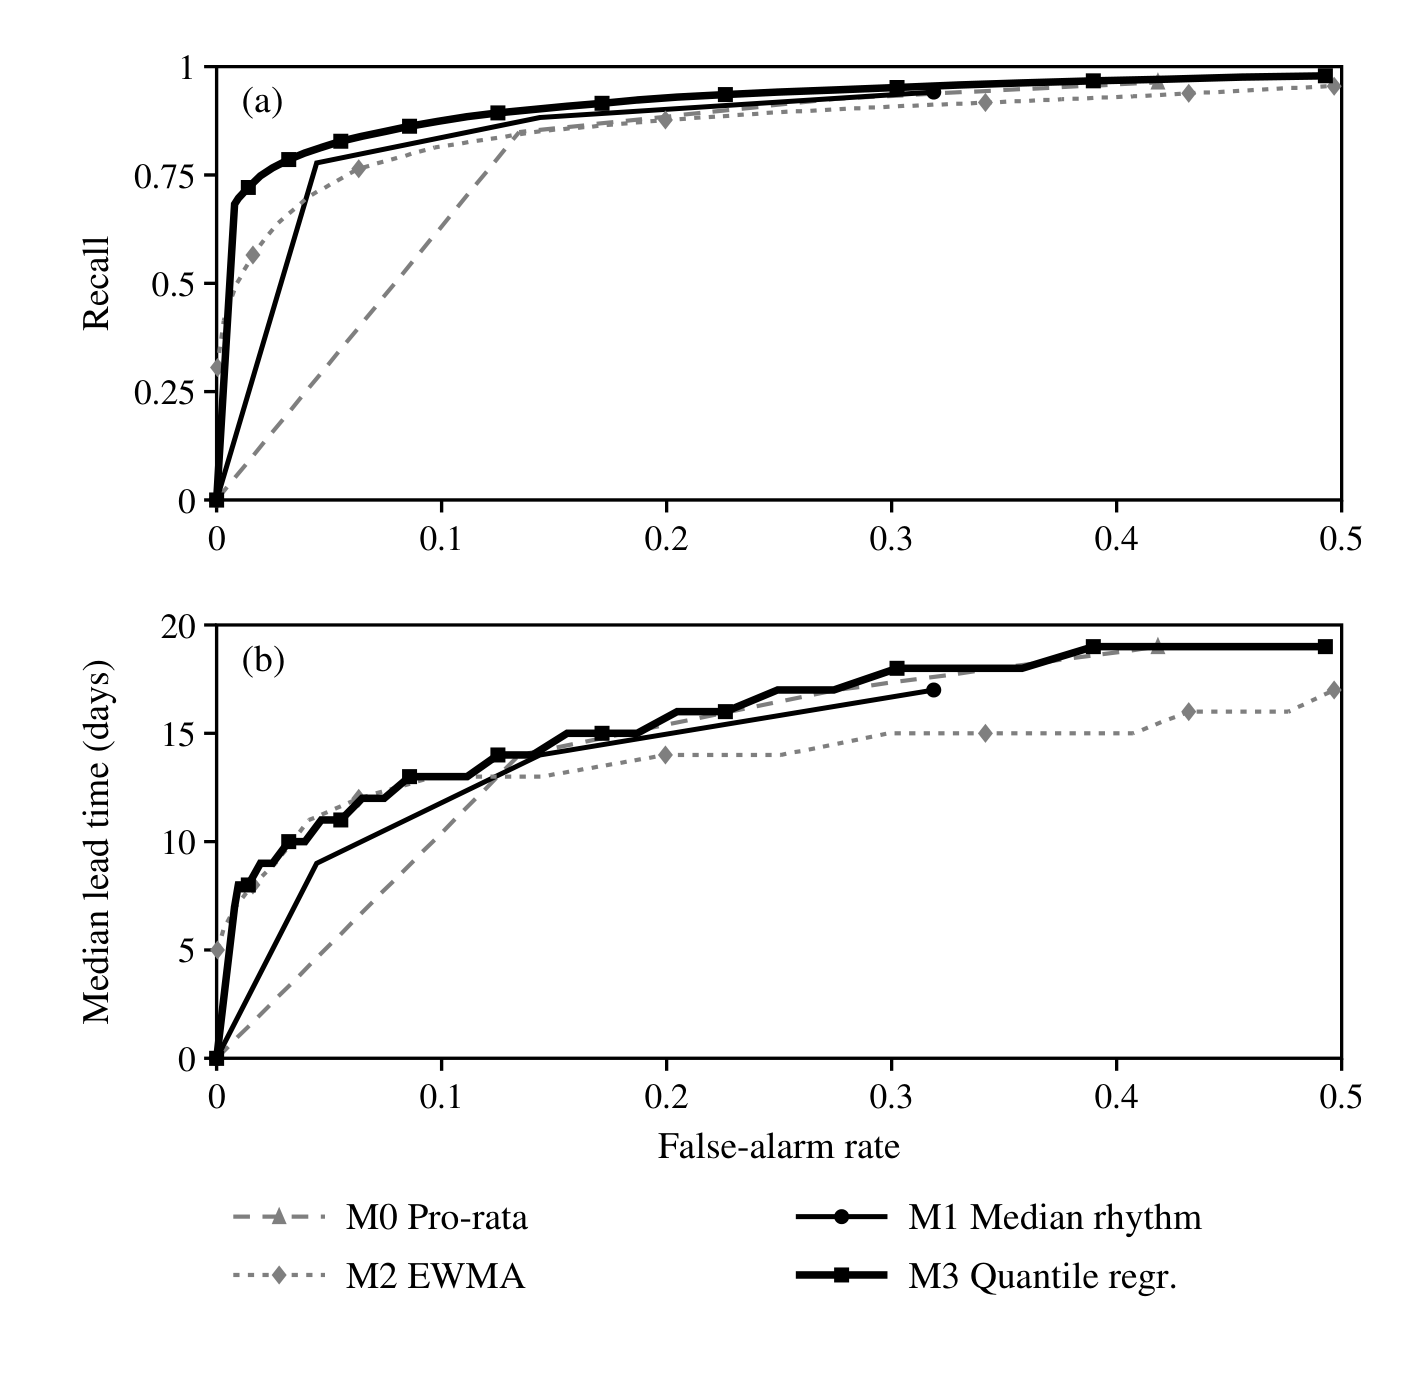 (a)
Recall
1
0.75
0.5
0.25
0
0 0.1 0.2 0.3 0.4 0.5
(b)
Median lead time (days)
20
15
10
5
0
0 0.1 0.2 0.3 0.4 0.5
False-alarm rate
M0 Pro-rata M1 Median rhythm
M2 EWMA M3 Quantile regr.